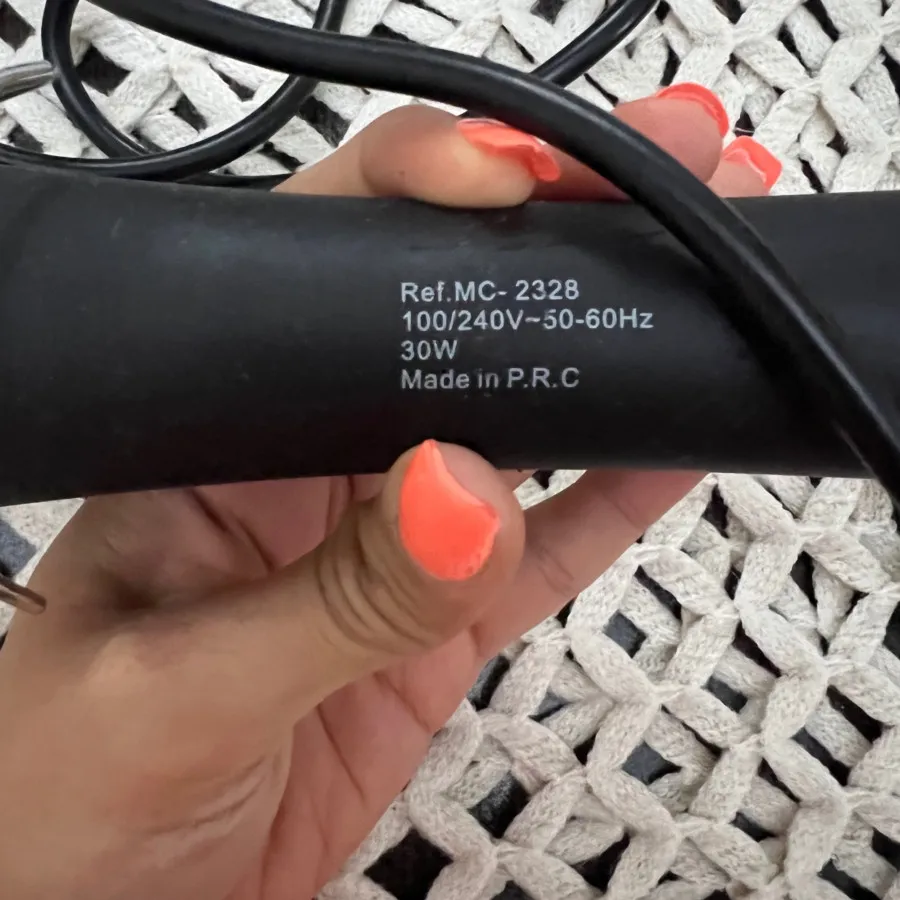 Ref.MC- 2328
100/240V~50-60Hz
30W
Made in P.R.C